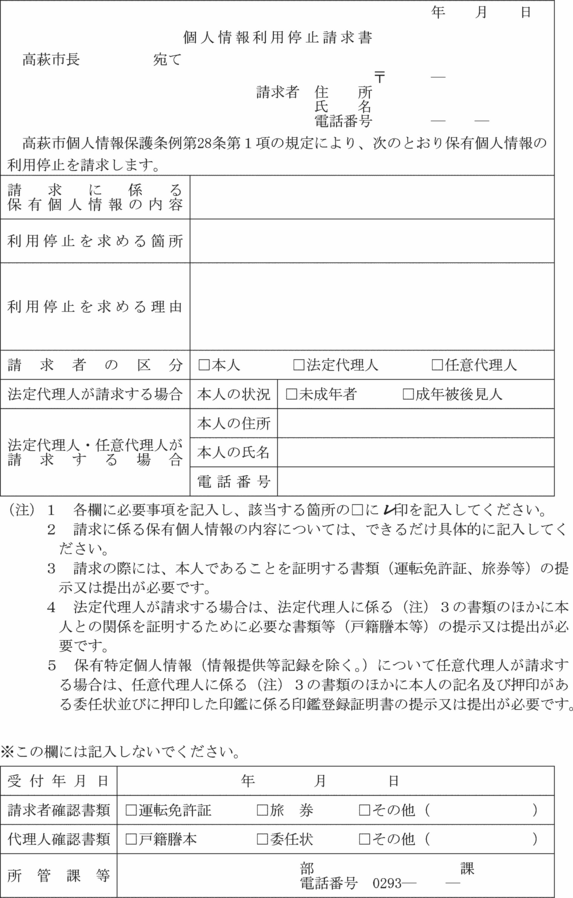 年　　月　　日
個人情報利用停止請求書
高萩市長　　　　　宛て
〒　　　―
請求者　住　　所
氏　　名
電話番号　　　　―　　―
高萩市個人情報保護条例第28条第１項の規定により、次のとおり保有個人情報の
利用停止を請求します。
請求に係る
保有個人情報の内容
利用停止を求める箇所
利用停止を求める理由
請求者の区分　□本人　　　□法定代理人　　　□任意代理人
法定代理人が請求する場合　本人の状況　□未成年者　　　□成年被後見人
法定代理人・任意代理人が
請求する場合
本人の住所
本人の氏名
電話番号
（注）１　各欄に必要事項を記入し、該当する箇所の□にレ印を記入してください。
２　請求に係る保有個人情報の内容については、できるだけ具体的に記入してく
ださい。
３　請求の際には、本人であることを証明する書類（運転免許証、旅券等）の提
示又は提出が必要です。
４　法定代理人が請求する場合は、法定代理人に係る（注）３の書類のほかに本
人との関係を証明するために必要な書類等（戸籍謄本等）の提示又は提出が必
要です。
５　保有特定個人情報（情報提供等記録を除く。）について任意代理人が請求す
る場合は、任意代理人に係る（注）３の書類のほかに本人の記名及び押印があ
る委任状並びに押印した印鑑に係る印鑑登録証明書の提示又は提出が必要です。
※この欄には記入しないでください。
受付年月日　　　　年　　　　月　　　　日
請求者確認書類　□運転免許証　　　□旅　券　　　□その他（　　　　　　　）
代理人確認書類　□戸籍謄本　　　□委任状　　　□その他（　　　　　　　）
所管課等　　　　部　　　　　　　　　　課
電話番号　0293―　　―